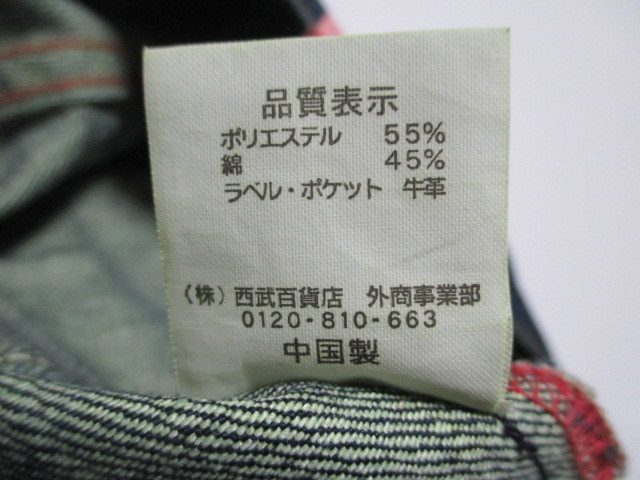 品質表示
ポリエステル 55%
綿 45%
ラベル・ポケット 牛革
(株)西武百貨店 外商事業部
0120-810-663
中国製